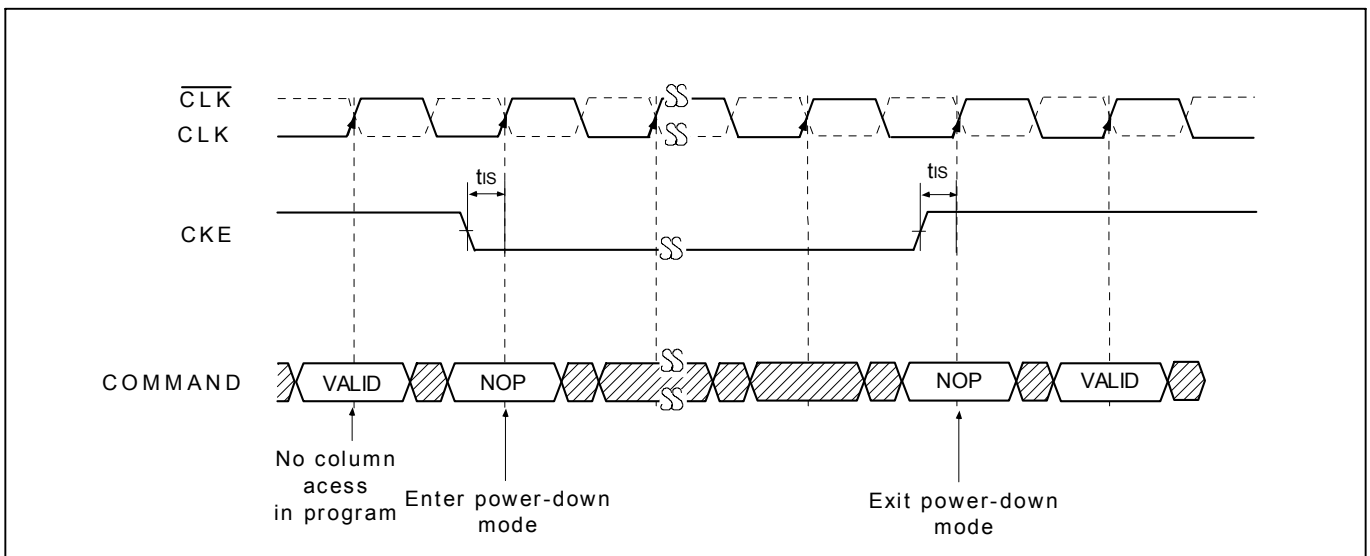 CLK
CLK
tIS
tIS
CKE
COMMAND
VALID
NOP
NOP
VALID
No column
acess
in program
Enter power-down
mode
Exit power-down
mode